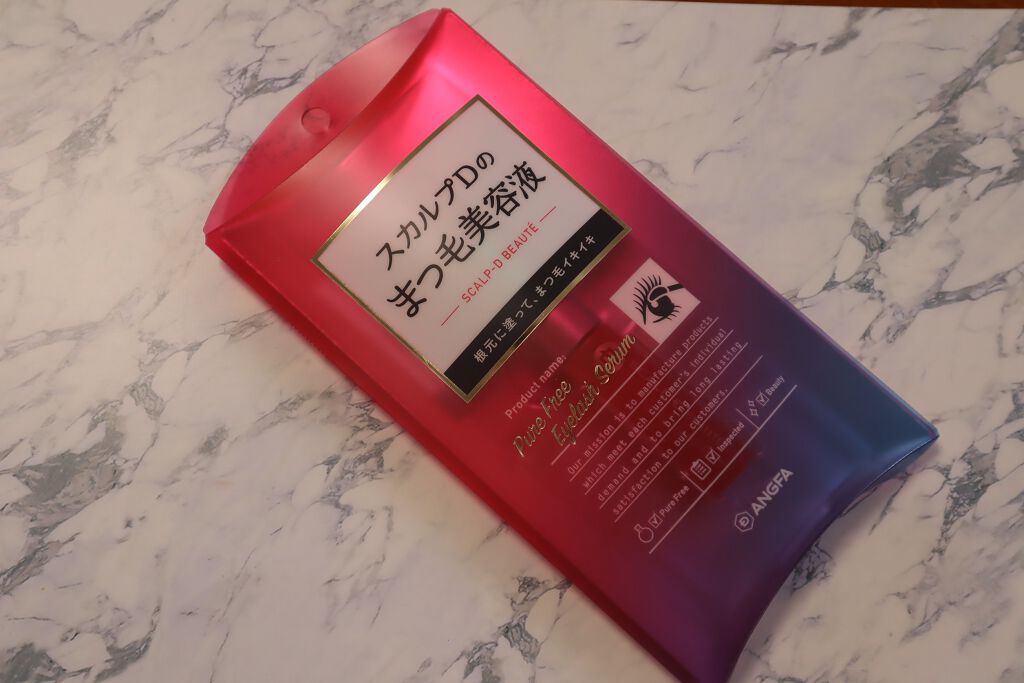 スカルプDの
まつ毛美容液
SCALP-D BEAUTÉ
根元に塗って、まつ毛イキイキ
Product name:
Pure Free
Eyelash Serum
Our mission is to manufacture products
which meet each customer's individual
demand and to bring long lasting
satisfaction to our customers.
Pure Free
Inspected
Beauty
ANGFA